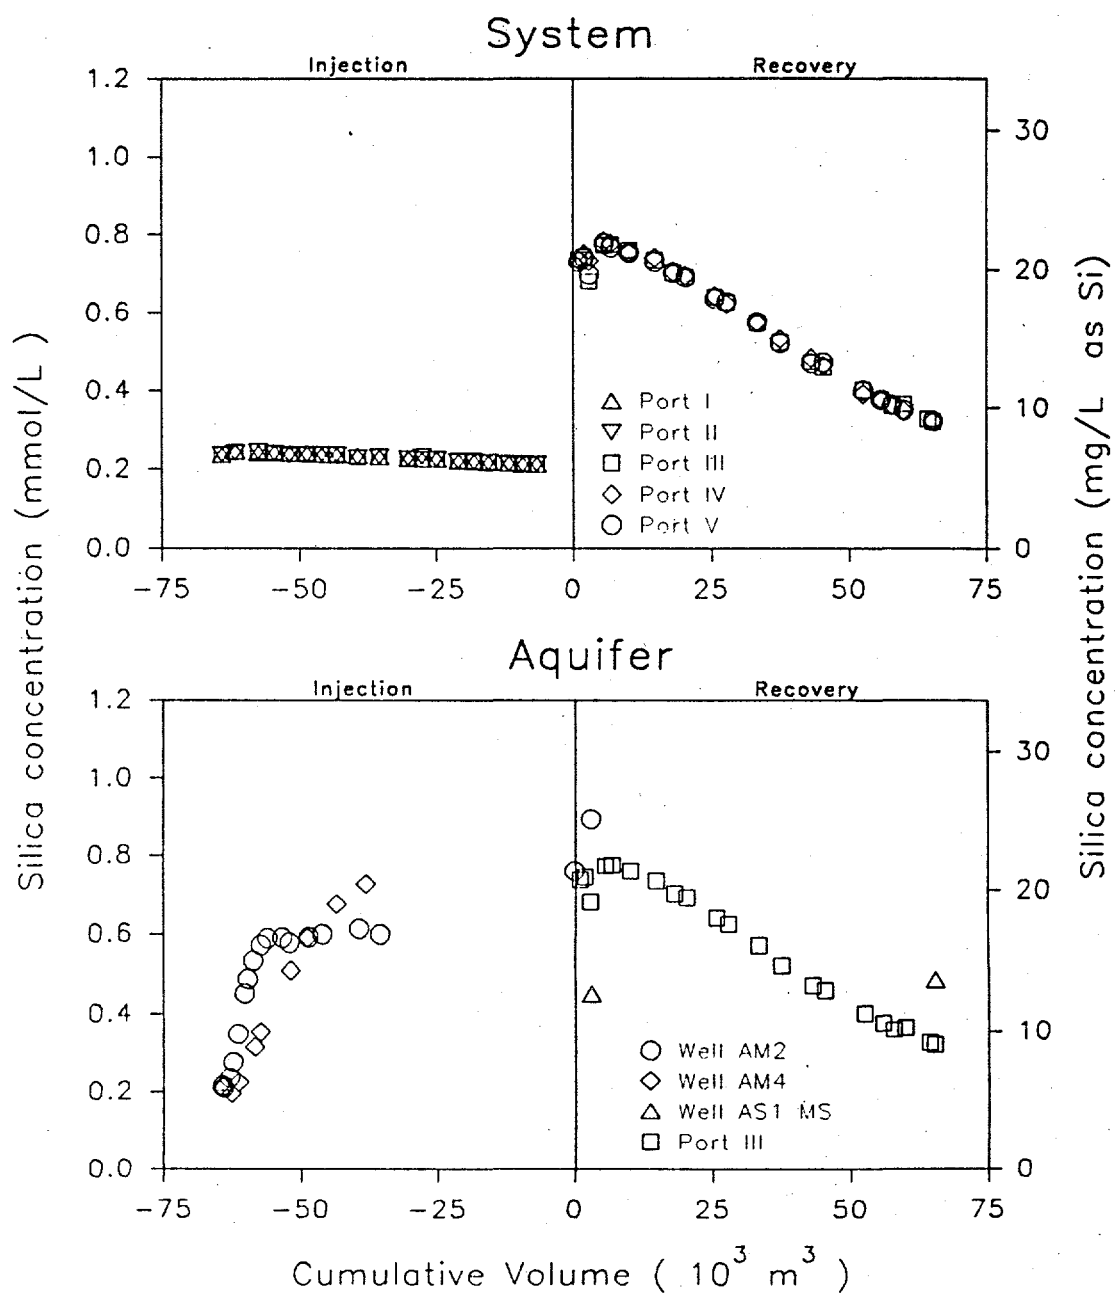 System
Injection Recovery
1.2
1.0
0.8
0.6
0.4
0.2
0.0
30
20
10
0
Port I
Port II
Port III
Port IV
Port V
−75 −50 −25 0 25 50 75
Aquifer
Injection Recovery
1.2
1.0
0.8
0.6
0.4
0.2
0.0
30
20
10
0
Well AM2
Well AM4
Well AS1 MS
Port III
−75 −50 −25 0 25 50 75
Cumulative Volume ( 10³ m³ )
Silica concentration (mmol/L )
Silica concentration (mg/L as Si)